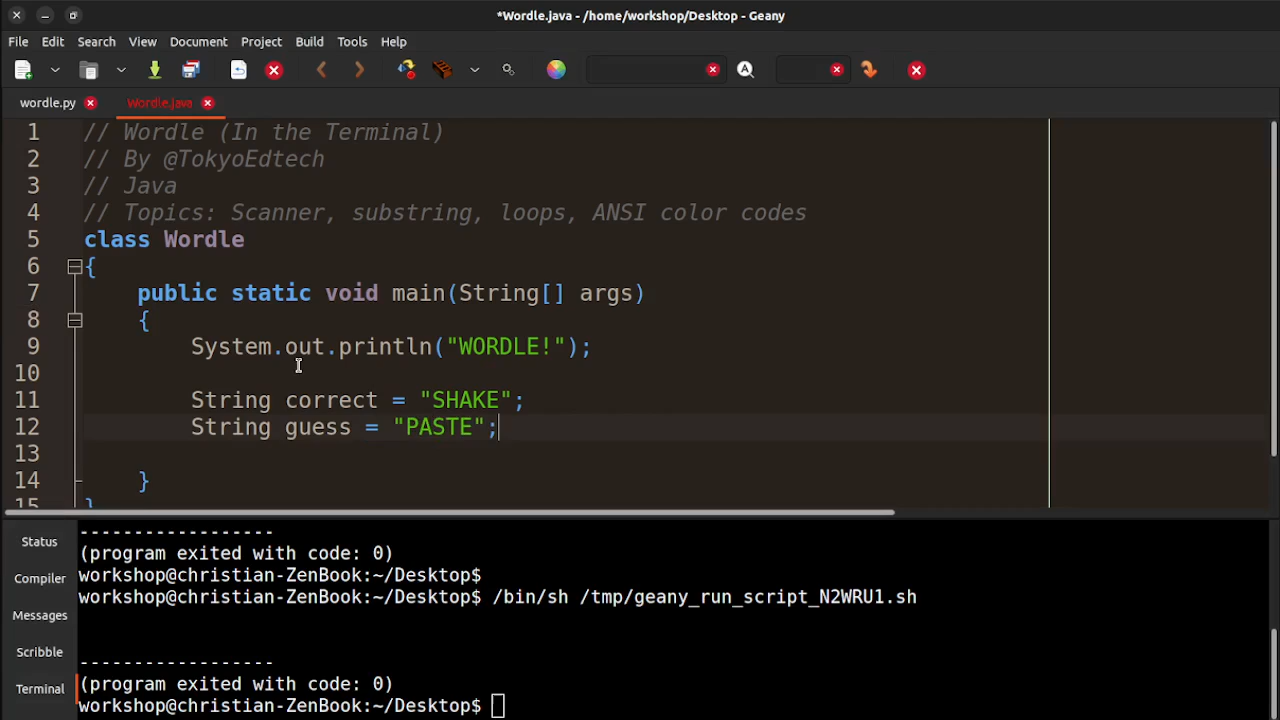 *Wordle.java - /home/workshop/Desktop - Geany
File Edit Search View Document Project Build Tools Help
wordle.py Wordle.java
1 // Wordle (In the Terminal)
2 // By @TokyoEdtech
3 // Java
4 // Topics: Scanner, substring, loops, ANSI color codes
5 class Wordle
6 {
7 public static void main(String[] args)
8 {
9 System.out.println("WORDLE!");
10
11 String correct = "SHAKE";
12 String guess = "PASTE";
13
14 }
15 }
Status
Compiler
Messages
Scribble
Terminal
------------------
(program exited with code: 0)
workshop@christian-ZenBook:~/Desktop$
workshop@christian-ZenBook:~/Desktop$ /bin/sh /tmp/geany_run_script_N2WRU1.sh
------------------
(program exited with code: 0)
workshop@christian-ZenBook:~/Desktop$